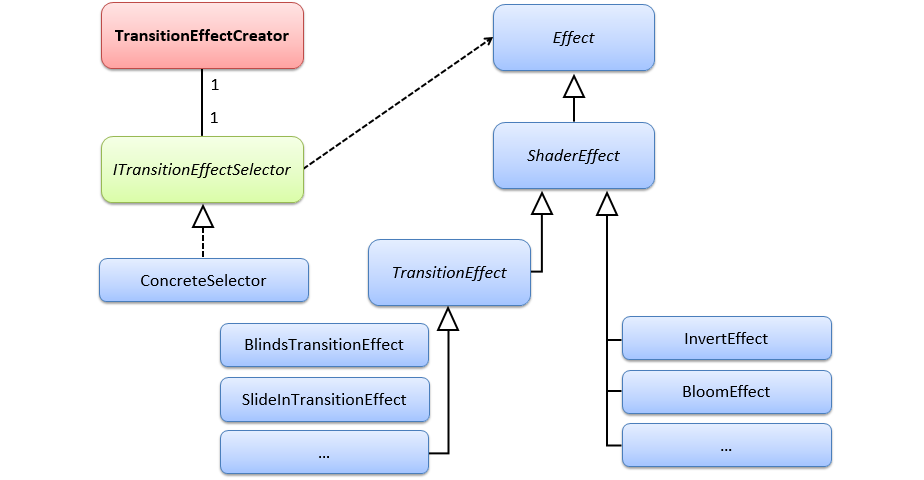 TransitionEffectCreator
Effect
1
1
ITransitionEffectSelector
ShaderEffect
ConcreteSelector
TransitionEffect
BlindsTransitionEffect
SlideInTransitionEffect
...
InvertEffect
BloomEffect
...